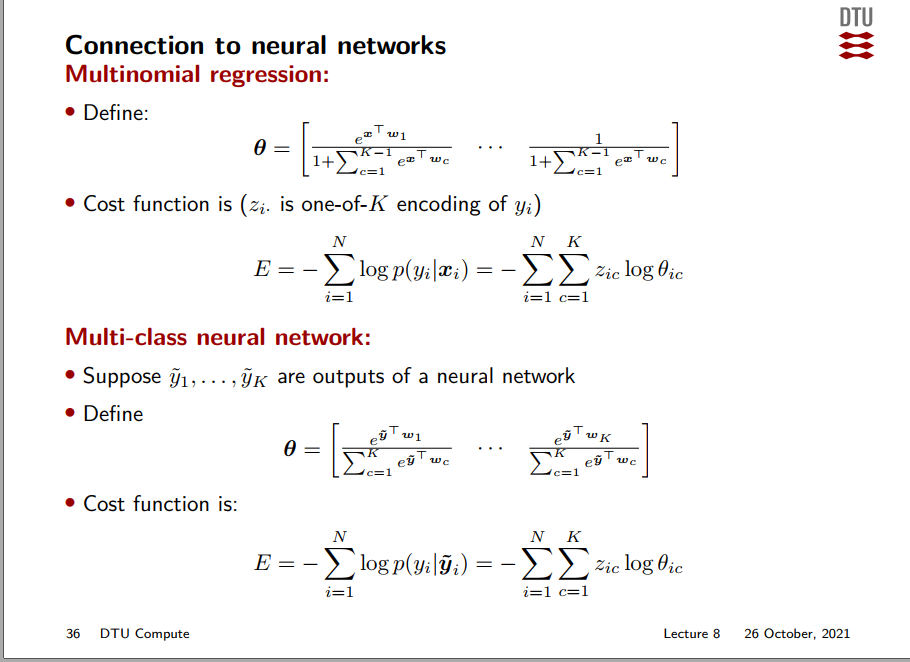 DTU
Connection to neural networks
Multinomial regression:
• Define:
θ = [ e^{x^⊤ w_1} / (1+∑_{c=1}^{K−1} e^{x^⊤ w_c}) ⋯ 1 / (1+∑_{c=1}^{K−1} e^{x^⊤ w_c}) ]
• Cost function is (z_{i·} is one-of-K encoding of y_i)
E = −∑_{i=1}^{N} log p(y_i|x_i) = −∑_{i=1}^{N} ∑_{c=1}^{K} z_{ic} log θ_{ic}
Multi-class neural network:
• Suppose ỹ_1, . . . , ỹ_K are outputs of a neural network
• Define
θ = [ e^{ỹ^⊤ w_1} / ∑_{c=1}^{K} e^{ỹ^⊤ w_c} ⋯ e^{ỹ^⊤ w_K} / ∑_{c=1}^{K} e^{ỹ^⊤ w_c} ]
• Cost function is:
E = −∑_{i=1}^{N} log p(y_i|ỹ_i) = −∑_{i=1}^{N} ∑_{c=1}^{K} z_{ic} log θ_{ic}
36 DTU Compute Lecture 8 26 October, 2021